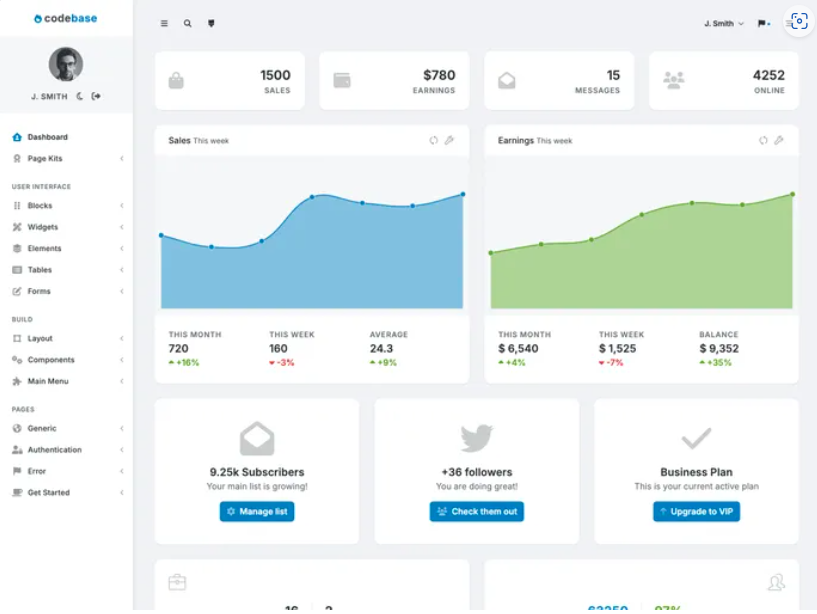 codebase
J. Smith
J. SMITH
1500
SALES
$780
EARNINGS
15
MESSAGES
4252
ONLINE
Dashboard
Page Kits
USER INTERFACE
Blocks
Widgets
Elements
Tables
Forms
BUILD
Layout
Components
Main Menu
PAGES
Generic
Authentication
Error
Get Started
Sales This week
THIS MONTH
720
+16%
THIS WEEK
160
-3%
AVERAGE
24.3
+9%
Earnings This week
THIS MONTH
$ 6,540
+4%
THIS WEEK
$ 1,525
-7%
BALANCE
$ 9,352
+35%
9.25k Subscribers
Your main list is growing!
Manage list
+36 followers
You are doing great!
Check them out
Business Plan
This is your current active plan
Upgrade to VIP